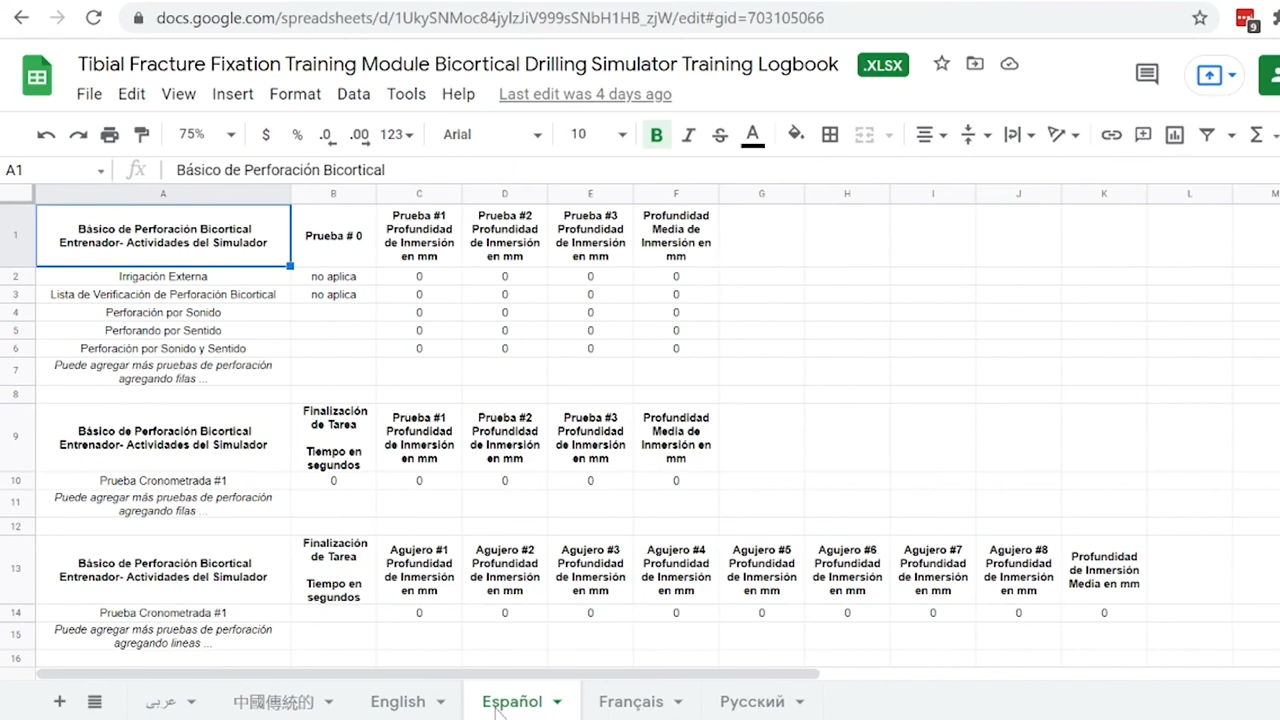 docs.google.com/spreadsheets/d/1UkySNMoc84jyIzJiV999sSNbH1HB_zjW/edit#gid=703105066
9
Tibial Fracture Fixation Training Module Bicortical Drilling Simulator Training Logbook
.XLSX
File Edit View Insert Format Data Tools Help Last edit was 4 days ago
75% $ % .0 .00 123 Arial 10 B I S A Σ
A1 fx Básico de Perforación Bicortical
A B C D E F G H I J K L M
1
Básico de Perforación Bicortical
Entrenador- Actividades del Simulador
Prueba # 0
Prueba #1
Profundidad
de Inmersión
en mm
Prueba #2
Profundidad
de Inmersión
en mm
Prueba #3
Profundidad
de Inmersión
en mm
Profundidad
Media de
Inmersión en
mm
2 Irrigación Externa no aplica 0 0 0 0
3 Lista de Verificación de Perforación Bicortical no aplica 0 0 0 0
4 Perforación por Sonido 0 0 0 0
5 Perforando por Sentido 0 0 0 0
6 Perforación por Sonido y Sentido 0 0 0 0
7
Puede agregar más pruebas de perforación
agregando filas ...
8
9
Básico de Perforación Bicortical
Entrenador- Actividades del Simulador
Finalización
de Tarea
Tiempo en
segundos
Prueba #1
Profundidad
de Inmersión
en mm
Prueba #2
Profundidad
de Inmersión
en mm
Prueba #3
Profundidad
de Inmersión
en mm
Profundidad
Media de
Inmersión en
mm
10 Prueba Cronometrada #1 0 0 0 0 0
11
Puede agregar más pruebas de perforación
agregando filas ...
12
13
Básico de Perforación Bicortical
Entrenador- Actividades del Simulador
Finalización
de Tarea
Tiempo en
segundos
Agujero #1
Profundidad
de Inmersión
en mm
Agujero #2
Profundidad
de Inmersión
en mm
Agujero #3
Profundidad
de Inmersión
en mm
Agujero #4
Profundidad
de Inmersión
en mm
Agujero #5
Profundidad
de Inmersión
en mm
Agujero #6
Profundidad
de Inmersión
en mm
Agujero #7
Profundidad
de Inmersión
en mm
Agujero #8
Profundidad
de Inmersión
en mm
Profundidad
de Inmersión
Media en mm
14 Prueba Cronometrada #1 0 0 0 0 0 0 0 0 0
15
Puede agregar más pruebas de perforación
agregando lineas ...
16
عربى 中國傳統的 English Español Français Русский